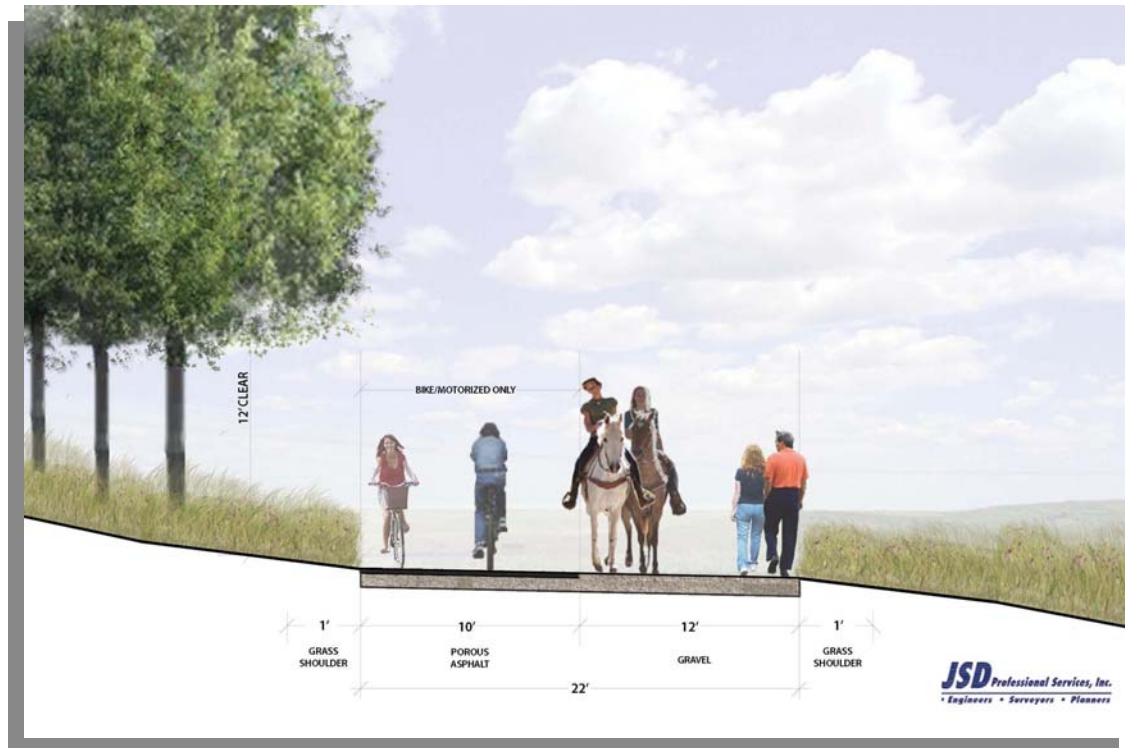 12' CLEAR
BIKE/MOTORIZED ONLY
1'
10'
12'
1'
GRASS
SHOULDER
POROUS
ASPHALT
GRAVEL
GRASS
SHOULDER
22'
JSD Professional Services, Inc.
• Engineers • Surveyors • Planners